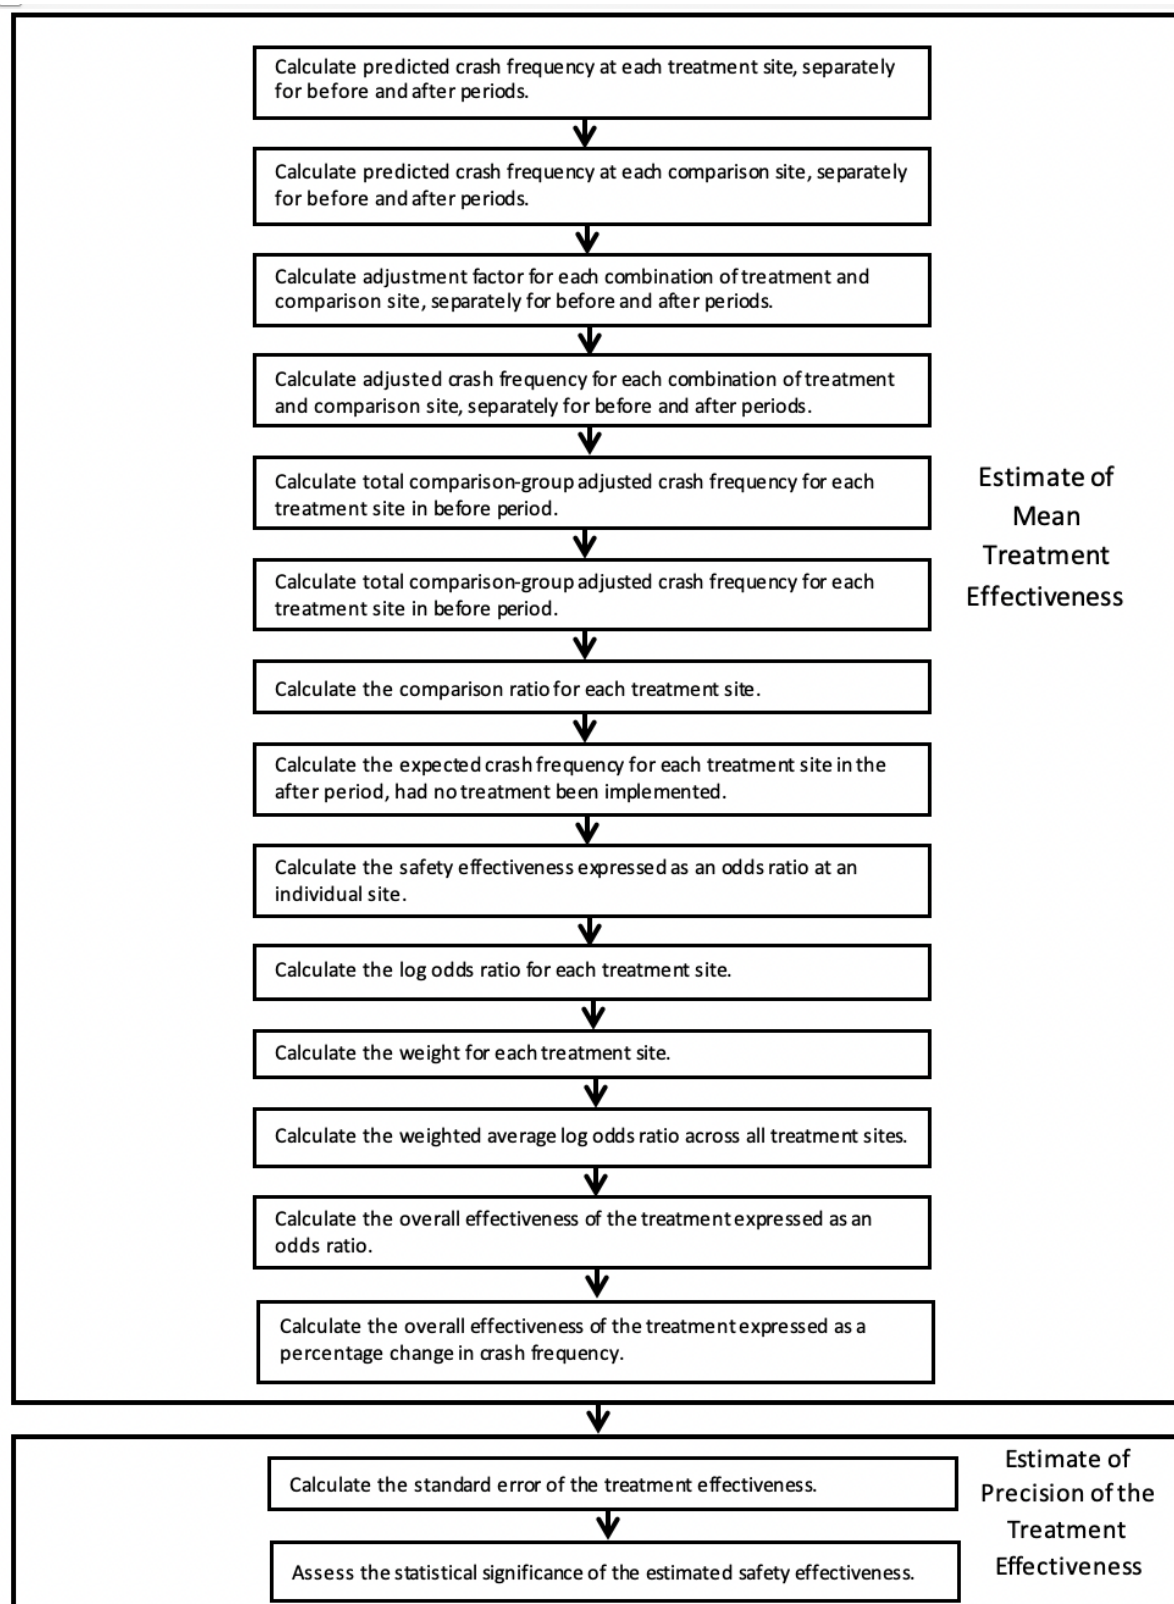 Calculate predicted crash frequency at each treatment site, separately
for before and after periods.
Calculate predicted crash frequency at each comparison site, separately
for before and after periods.
Calculate adjustment factor for each combination of treatment and
comparison site, separately for before and after periods.
Calculate adjusted crash frequency for each combination of treatment
and comparison site, separately for before and after periods.
Calculate total comparison-group adjusted crash frequency for each
treatment site in before period.
Calculate total comparison-group adjusted crash frequency for each
treatment site in before period.
Calculate the comparison ratio for each treatment site.
Calculate the expected crash frequency for each treatment site in the
after period, had no treatment been implemented.
Calculate the safety effectiveness expressed as an odds ratio at an
individual site.
Calculate the log odds ratio for each treatment site.
Calculate the weight for each treatment site.
Calculate the weighted average log odds ratio across all treatment sites.
Calculate the overall effectiveness of the treatment expressed as an
odds ratio.
Calculate the overall effectiveness of the treatment expressed as a
percentage change in crash frequency.
Estimate of
Mean
Treatment
Effectiveness
Calculate the standard error of the treatment effectiveness.
Assess the statistical significance of the estimated safety effectiveness.
Estimate of
Precision of the
Treatment
Effectiveness